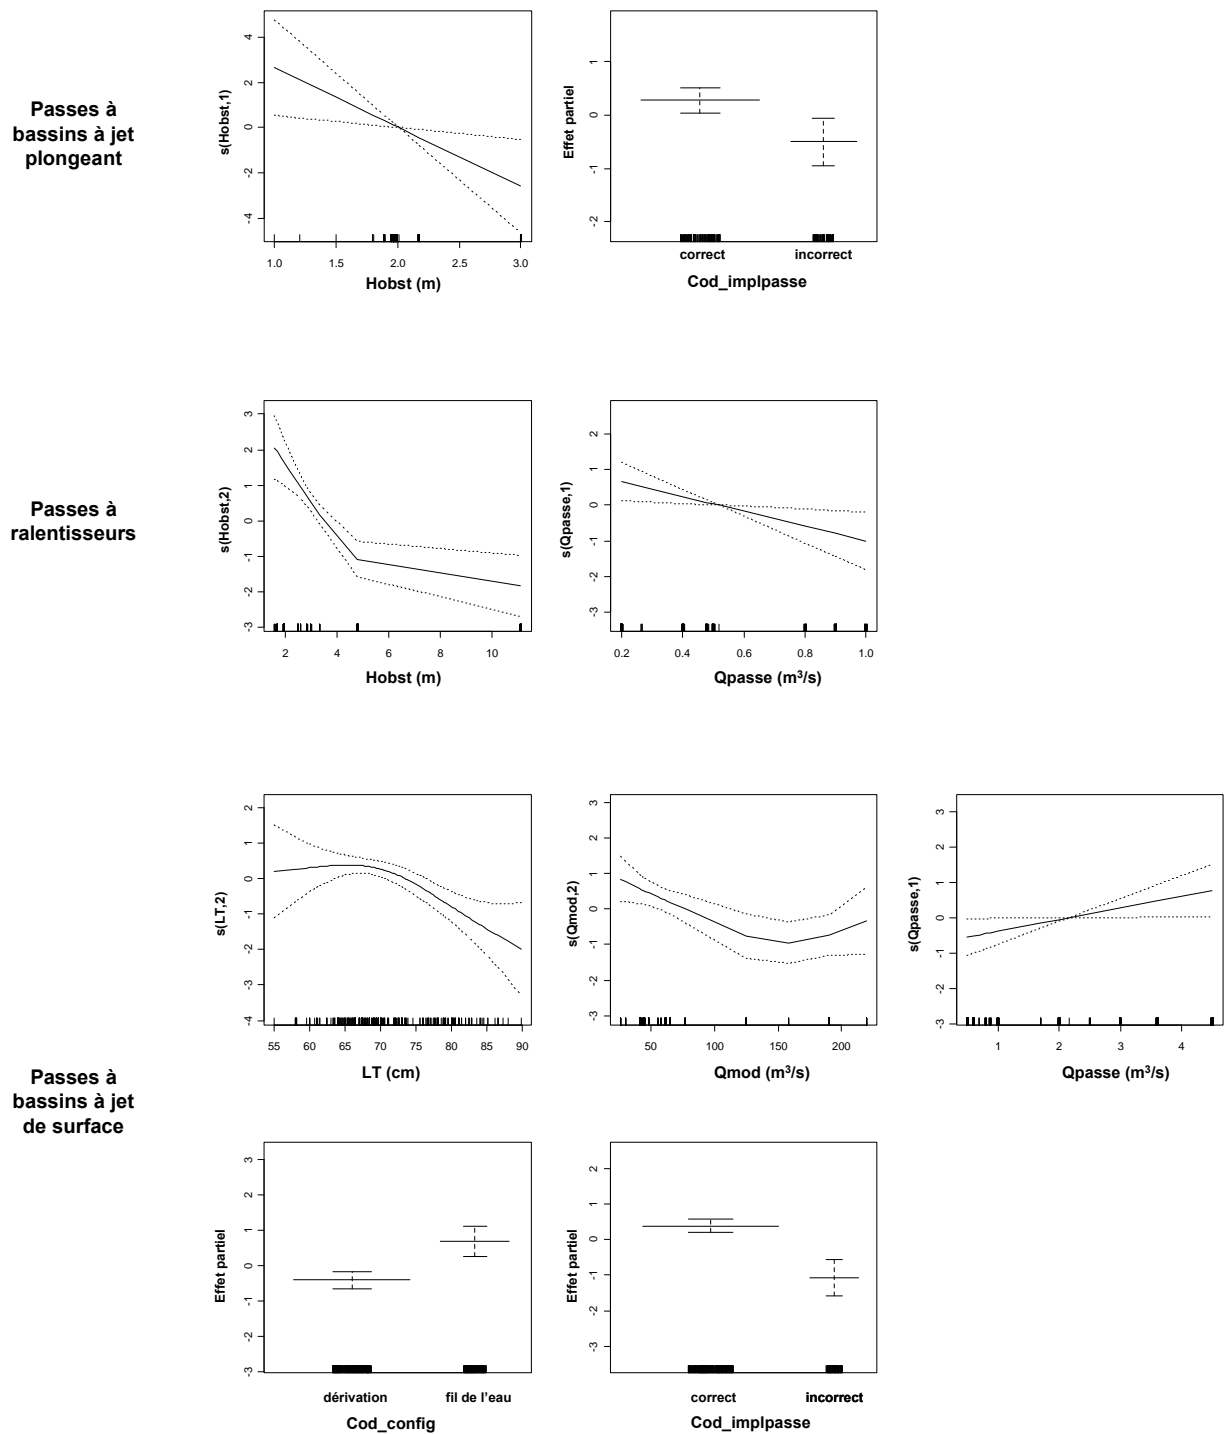 Passes à
bassins à jet
plongeant
s(Hobst,1)
4
2
0
-2
-4
1.0 1.5 2.0 2.5 3.0
Hobst (m)
Effet partiel
1
0
-1
-2
correct incorrect
Cod_implpasse
Passes à
ralentisseurs
s(Hobst,2)
3
2
1
0
-1
-2
-3
2 4 6 8 10
Hobst (m)
s(Qpasse,1)
2
1
0
-1
-2
-3
0.2 0.4 0.6 0.8 1.0
Qpasse (m³/s)
Passes à
bassins à jet
de surface
s(LT,2)
2
1
0
-1
-2
-3
-4
55 60 65 70 75 80 85 90
LT (cm)
s(Qmod,2)
3
2
1
0
-1
-2
-3
50 100 150 200
Qmod (m³/s)
s(Qpasse,1)
3
2
1
0
-1
-2
-3
1 2 3 4
Qpasse (m³/s)
Effet partiel
3
2
1
0
-1
-2
-3
dérivation fil de l'eau
Cod_config
Effet partiel
2
1
0
-1
-2
-3
correct incorrect
Cod_implpasse